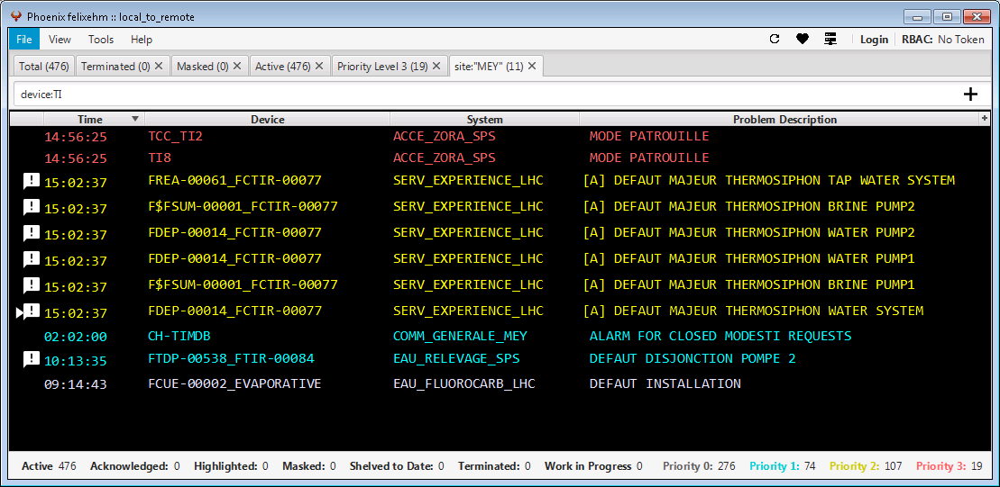 Phoenix felixehm :: local_to_remote
File View Tools Help Login RBAC: No Token
Total (476) Terminated (0) Masked (0) Active (476) Priority Level 3 (19) site:"MEY" (11)
device:TI
Time Device System Problem Description
14:56:25 TCC_TI2 ACCE_ZORA_SPS MODE PATROUILLE
14:56:25 TI8 ACCE_ZORA_SPS MODE PATROUILLE
15:02:37 FREA-00061_FCTIR-00077 SERV_EXPERIENCE_LHC [A] DEFAUT MAJEUR THERMOSIPHON TAP WATER SYSTEM
15:02:37 F$FSUM-00001_FCTIR-00077 SERV_EXPERIENCE_LHC [A] DEFAUT MAJEUR THERMOSIPHON BRINE PUMP2
15:02:37 FDEP-00014_FCTIR-00077 SERV_EXPERIENCE_LHC [A] DEFAUT MAJEUR THERMOSIPHON WATER PUMP2
15:02:37 FDEP-00014_FCTIR-00077 SERV_EXPERIENCE_LHC [A] DEFAUT MAJEUR THERMOSIPHON WATER PUMP1
15:02:37 F$FSUM-00001_FCTIR-00077 SERV_EXPERIENCE_LHC [A] DEFAUT MAJEUR THERMOSIPHON BRINE PUMP1
15:02:37 FDEP-00014_FCTIR-00077 SERV_EXPERIENCE_LHC [A] DEFAUT MAJEUR THERMOSIPHON WATER SYSTEM
02:02:00 CH-TIMDB COMM_GENERALE_MEY ALARM FOR CLOSED MODESTI REQUESTS
10:13:35 FTDP-00538_FTIR-00084 EAU_RELEVAGE_SPS DEFAUT DISJONCTION POMPE 2
09:14:43 FCUE-00002_EVAPORATIVE EAU_FLUOROCARB_LHC DEFAUT INSTALLATION
Active 476 Acknowledged: 0 Highlighted: 0 Masked: 0 Shelved to Date: 0 Terminated: 0 Work in Progress 0 Priority 0: 276 Priority 1: 74 Priority 2: 107 Priority 3: 19